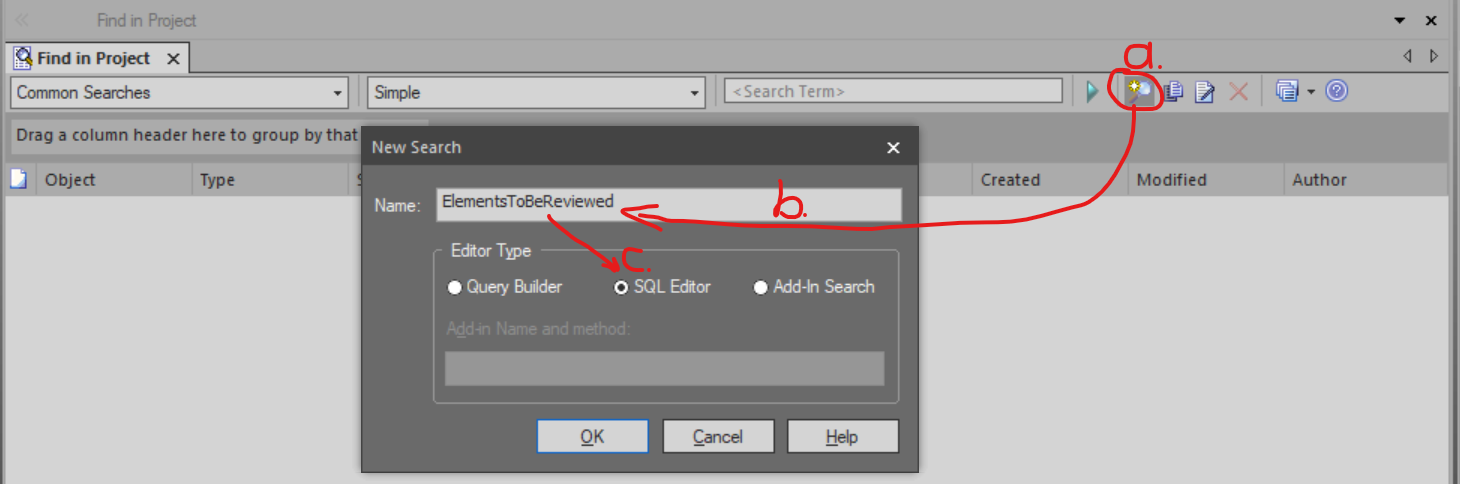 Find in Project
Find in Project
a.
Common Searches
Simple
<Search Term>
Drag a column header here to group by that
New Search
Object
Type
S
Created
Modified
Author
Name:
ElementsToBeReviewed
b.
Editor Type
c.
Query Builder
SQL Editor
Add-In Search
Add-in Name and method:
OK
Cancel
Help